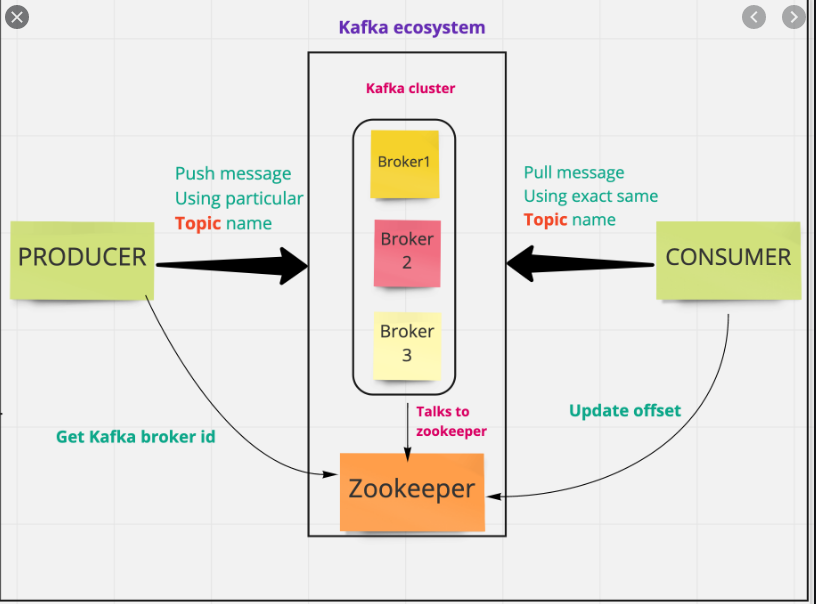 Kafka ecosystem
Kafka cluster
Broker1
Push message
Using particular
Topic name
Pull message
Using exact same
Topic name
PRODUCER
Broker
2
CONSUMER
Broker
3
Talks to
zookeeper
Update offset
Get Kafka broker id
Zookeeper